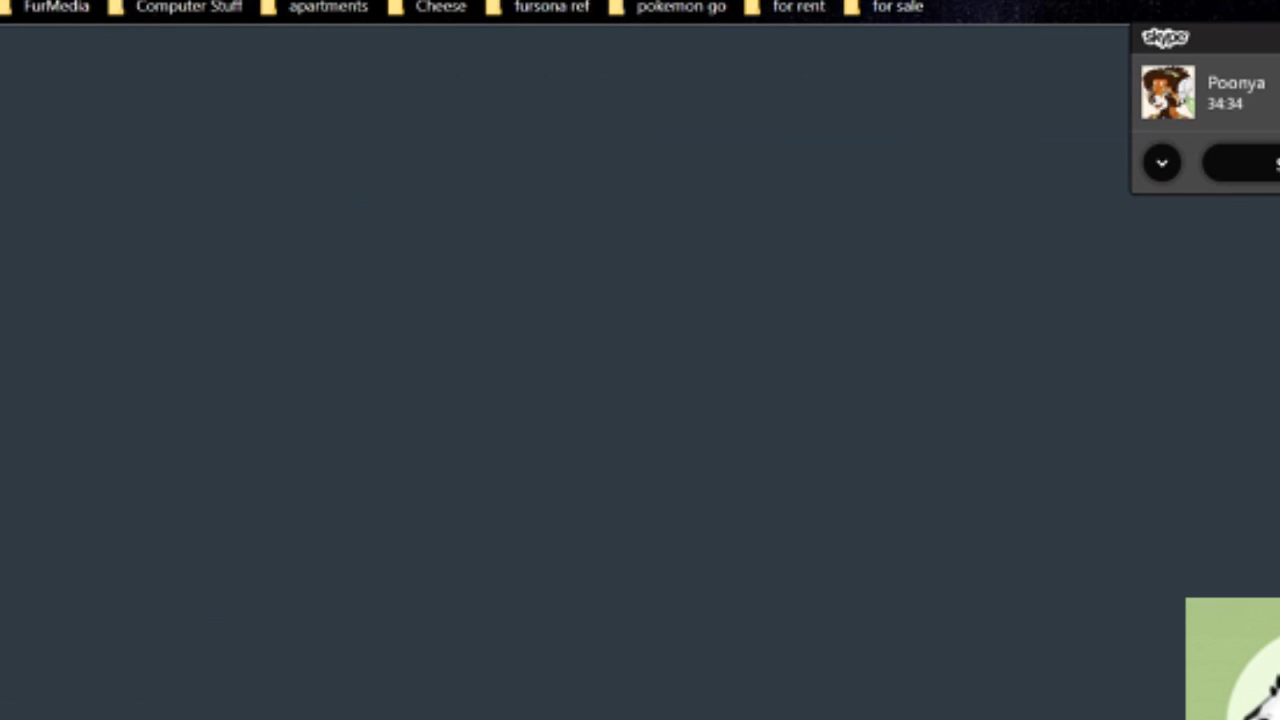 FurMedia Computer Stuff apartments Cheese fursona ref pokemon go for rent for sale
skype
Poonya
34:34